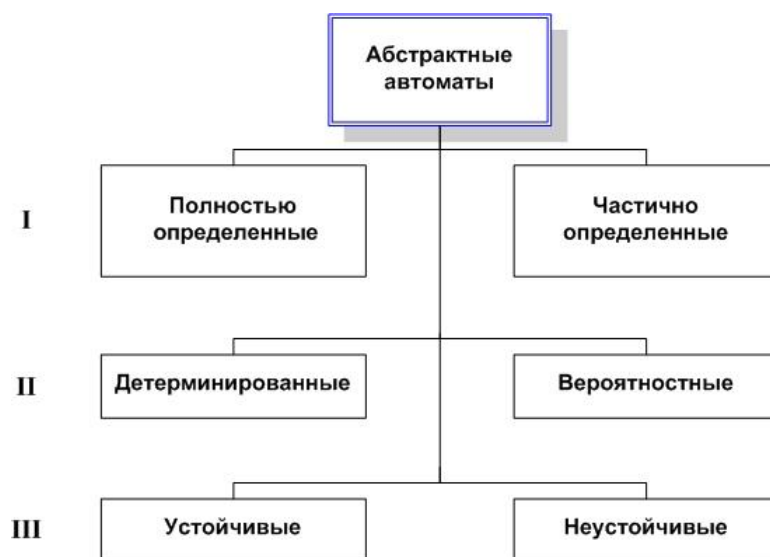 Абстрактные
автоматы
I
Полностью
определенные
Частично
определенные
II
Детерминированные
Вероятностные
III
Устойчивые
Неустойчивые